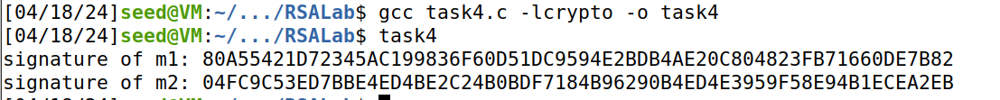 [04/18/24]seed@VM:~/.../RSALab$ gcc task4.c -lcrypto -o task4
[04/18/24]seed@VM:~/.../RSALab$ task4
signature of m1: 80A55421D72345AC199836F60D51DC9594E2BDB4AE20C804823FB71660DE7B82
signature of m2: 04FC9C53ED7BBE4ED4BE2C24B0BDF7184B96290B4ED4E3959F58E94B1ECEA2EB